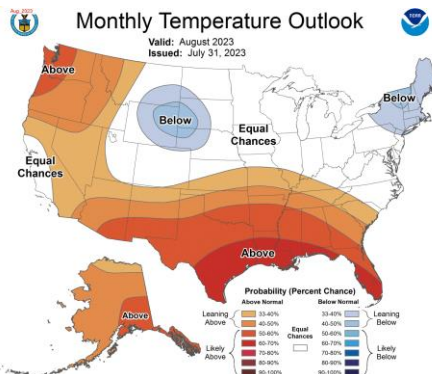 Aug 2023
Monthly Temperature Outlook
Valid: August 2023
Issued: July 31, 2023
Above
Below
Below
Equal
Chances
Equal
Chances
Above
Above
Probability (Percent Chance)
Above Normal
Below Normal
Leaning
Above
33-40%
40-50%
50-60%
Likely
Above
60-70%
70-80%
80-90%
90-100%
Equal
Chances
33-40%
40-50%
50-60%
Leaning
Below
60-70%
70-80%
80-90%
90-100%
Likely
Below